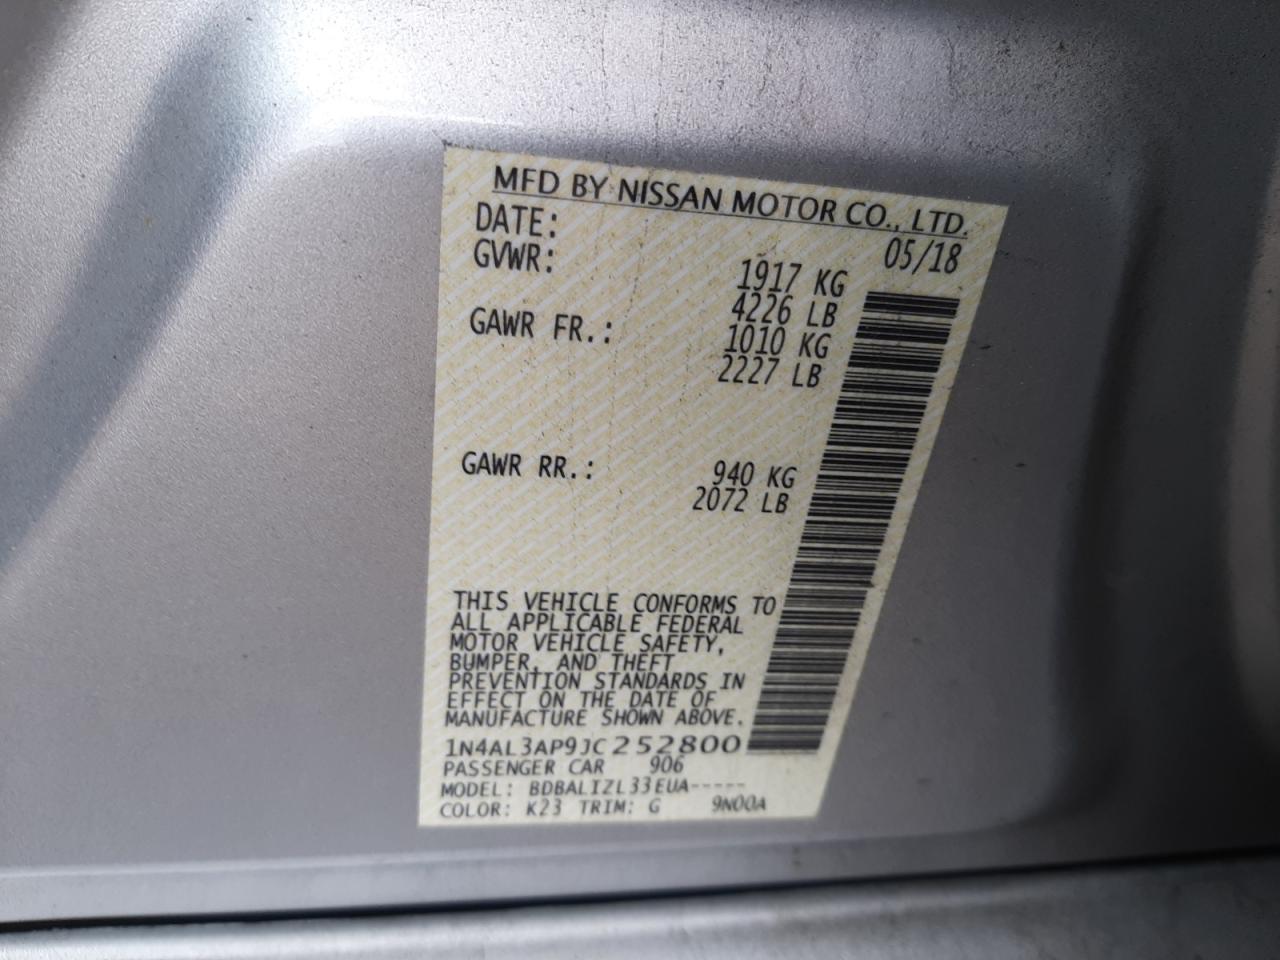 MFD BY NISSAN MOTOR CO., LTD.
DATE: 05/18
GVWR: 1917 KG
4226 LB
GAWR FR.: 1010 KG
2227 LB
GAWR RR.: 940 KG
2072 LB
THIS VEHICLE CONFORMS TO
ALL APPLICABLE FEDERAL
MOTOR VEHICLE SAFETY,
BUMPER, AND THEFT
PREVENTION STANDARDS IN
EFFECT ON THE DATE OF
MANUFACTURE SHOWN ABOVE.
1N4AL3AP9JC252800
PASSENGER CAR 906
MODEL: BDBALIZL33EUA-----
COLOR: K23 TRIM: G 9N00A